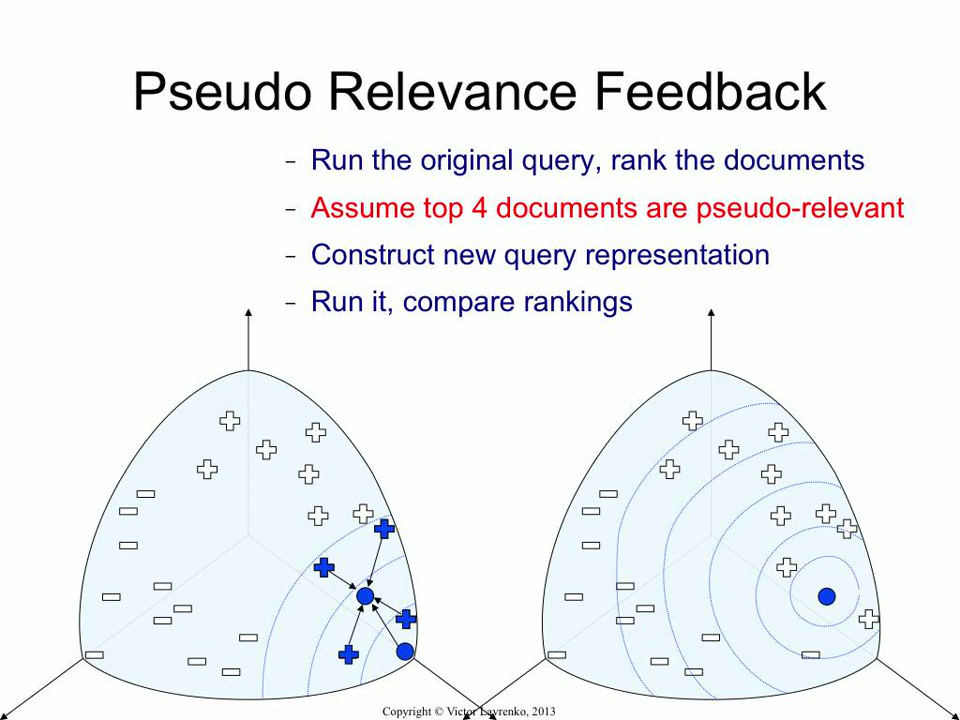 Pseudo Relevance Feedback
– Run the original query, rank the documents
– Assume top 4 documents are pseudo-relevant
– Construct new query representation
– Run it, compare rankings
Copyright © Victor Lavrenko, 2013